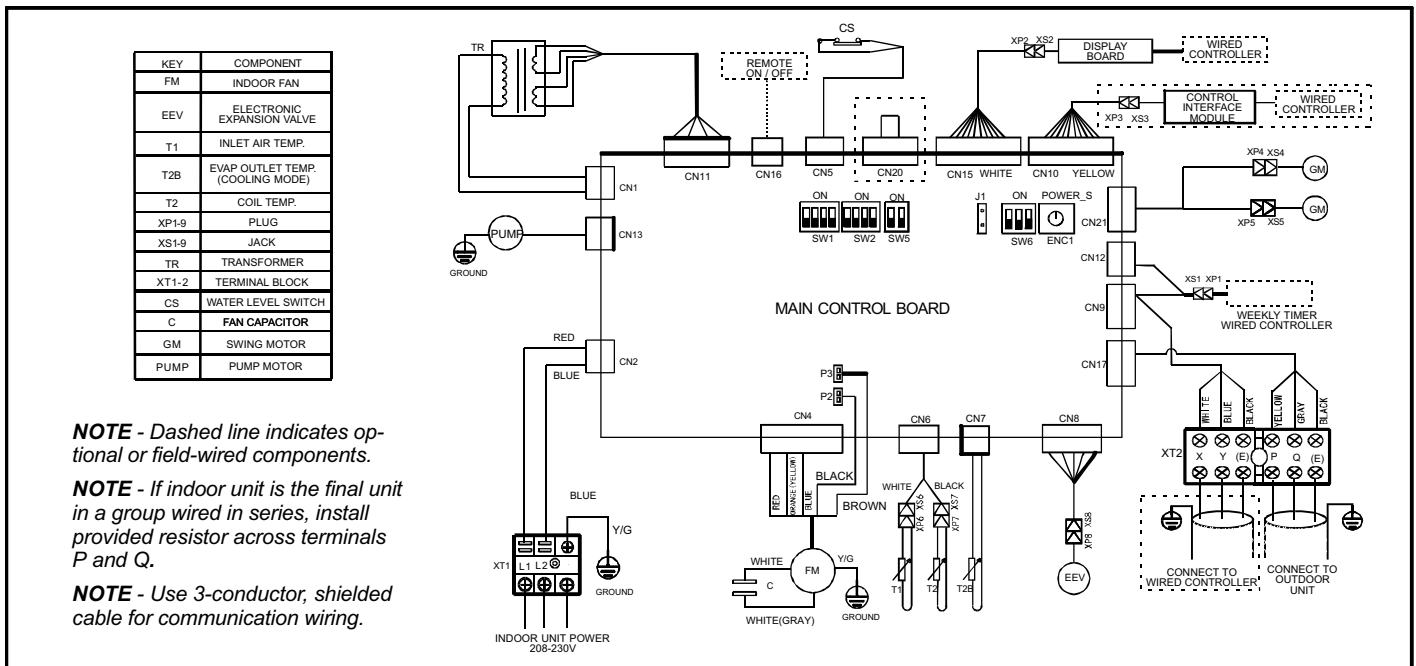 KEY COMPONENT
FM INDOOR FAN
EEV ELECTRONIC
EXPANSION VALVE
T1 INLET AIR TEMP.
T2B EVAP OUTLET TEMP.
(COOLING MODE)
T2 COIL TEMP.
XP1-9 PLUG
XS1-9 JACK
TR TRANSFORMER
XT1-2 TERMINAL BLOCK
CS WATER LEVEL SWITCH
C FAN CAPACITOR
GM SWING MOTOR
PUMP PUMP MOTOR
NOTE - Dashed line indicates op-
tional or field-wired components.
NOTE - If indoor unit is the final unit
in a group wired in series, install
provided resistor across terminals
P and Q.
NOTE - Use 3-conductor, shielded
cable for communication wiring.
TR
REMOTE
ON / OFF
CS
XP2 XS2
DISPLAY
BOARD
WIRED
CONTROLLER
XP3 XS3
CONTROL
INTERFACE
MODULE
WIRED
CONTROLLER
CN11
CN16
CN5
CN20
CN15 WHITE
CN10 YELLOW
XP4 XS4
GM
XP5 XS5
GM
CN1
CN13
PUMP
GROUND
ON
SW1
ON
SW2
SW5
J1
ON
SW6
POWER_S
ENC1
CN21
CN12
CN9
CN17
XS1 XP1
WEEKLY TIMER
WIRED CONTROLLER
MAIN CONTROL BOARD
RED
BLUE
CN2
P3
P2
CN4
CN6
CN7
CN8
RED
ORANGE(YELLOW)
BLUE
BLACK
BROWN
WHITE
BLACK
XP6 XS6
XP7 XS7
XP8 XS8
T1
T2
T2B
EEV
WHITE
C
WHITE(GRAY)
FM
Y/G
GROUND
BLUE
Y/G
XT1
L1 L2
GROUND
INDOOR UNIT POWER
208-230V
WHITE
BLUE
BLACK
YELLOW
GRAY
BLACK
XT2
X Y (E) P Q (E)
CONNECT TO
WIRED CONTROLLER
CONNECT TO
OUTDOOR
UNIT